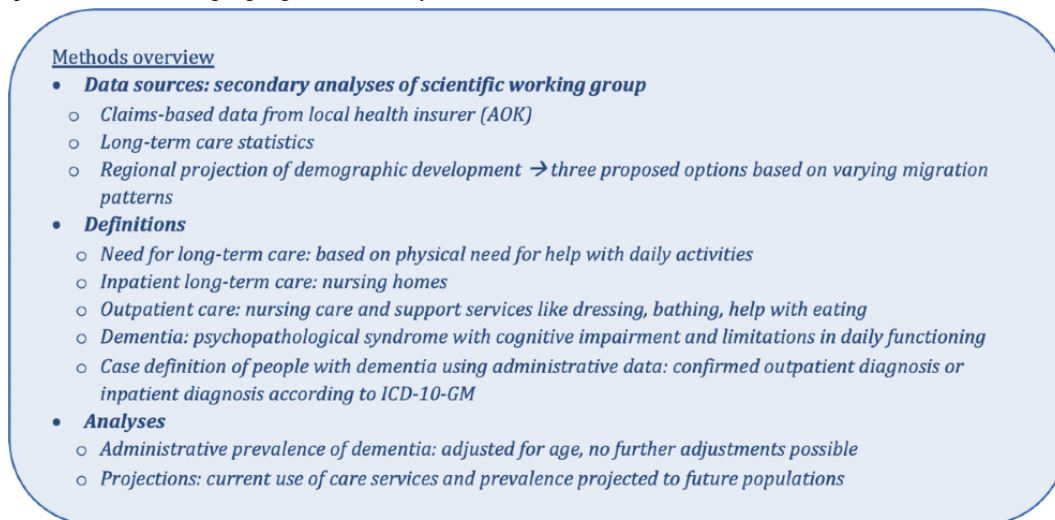 Methods overview
• Data sources: secondary analyses of scientific working group
o Claims-based data from local health insurer (AOK)
o Long-term care statistics
o Regional projection of demographic development → three proposed options based on varying migration
patterns
• Definitions
o Need for long-term care: based on physical need for help with daily activities
o Inpatient long-term care: nursing homes
o Outpatient care: nursing care and support services like dressing, bathing, help with eating
o Dementia: psychopathological syndrome with cognitive impairment and limitations in daily functioning
o Case definition of people with dementia using administrative data: confirmed outpatient diagnosis or
inpatient diagnosis according to ICD-10-GM
• Analyses
o Administrative prevalence of dementia: adjusted for age, no further adjustments possible
o Projections: current use of care services and prevalence projected to future populations